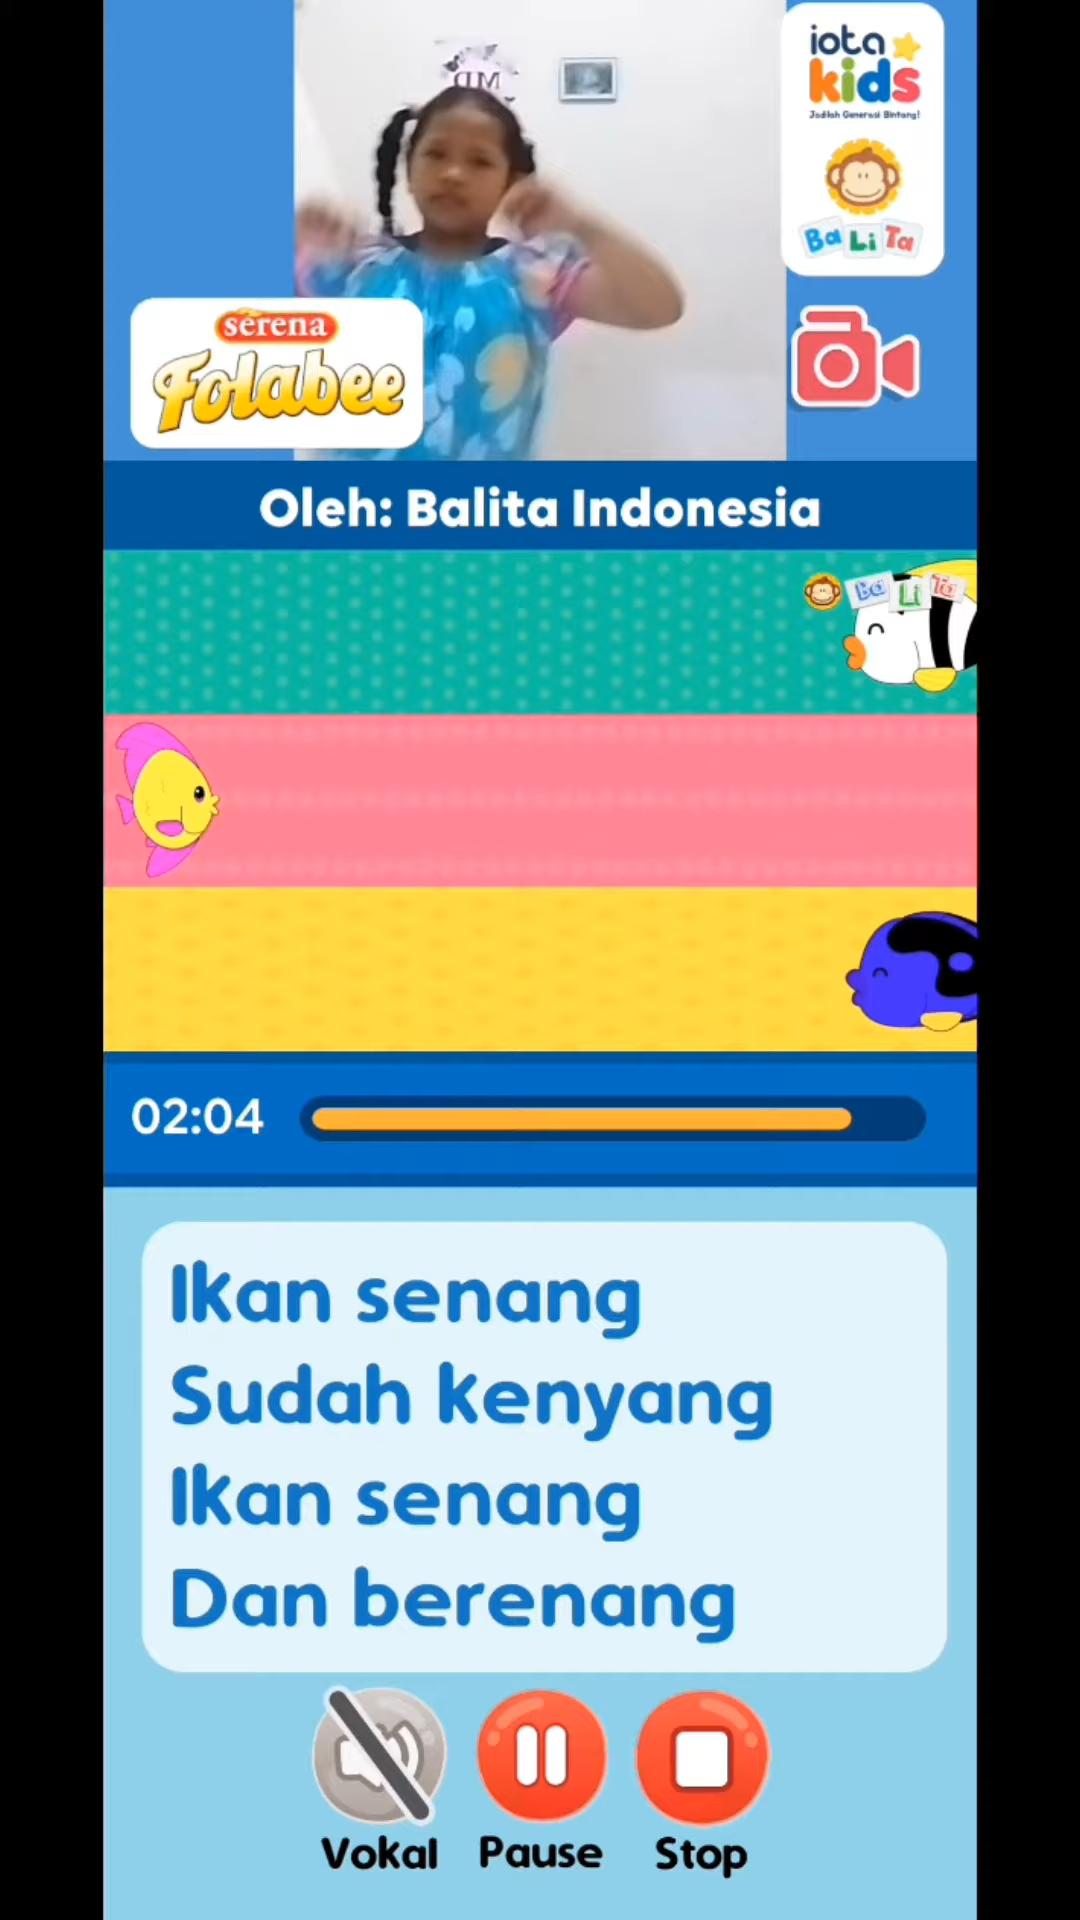 iota
kids
Jadilah Generasi Bintang!
Ba Li Ta
serena
Folabee
Oleh: Balita Indonesia
Ba Li Ta
02:04
Ikan senang
Sudah kenyang
Ikan senang
Dan berenang
Vokal
Pause
Stop